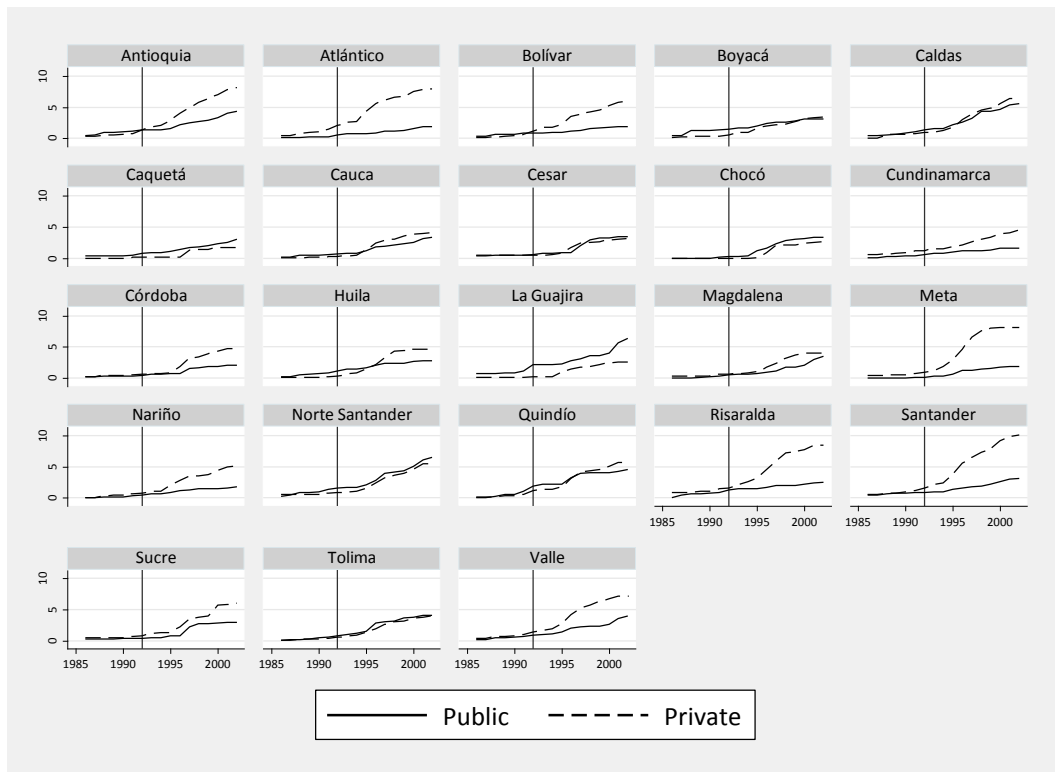 Antioquia Atlántico Bolívar Boyacá Caldas
10
5
0
Caquetá Cauca Cesar Chocó Cundinamarca
10
5
0
Córdoba Huila La Guajira Magdalena Meta
10
5
0
Nariño Norte Santander Quindío Risaralda Santander
10
5
0
1985 1990 1995 2000 1985 1990 1995 2000
Sucre Tolima Valle
10
5
0
1985 1990 1995 2000 1985 1990 1995 2000 1985 1990 1995 2000
Public Private